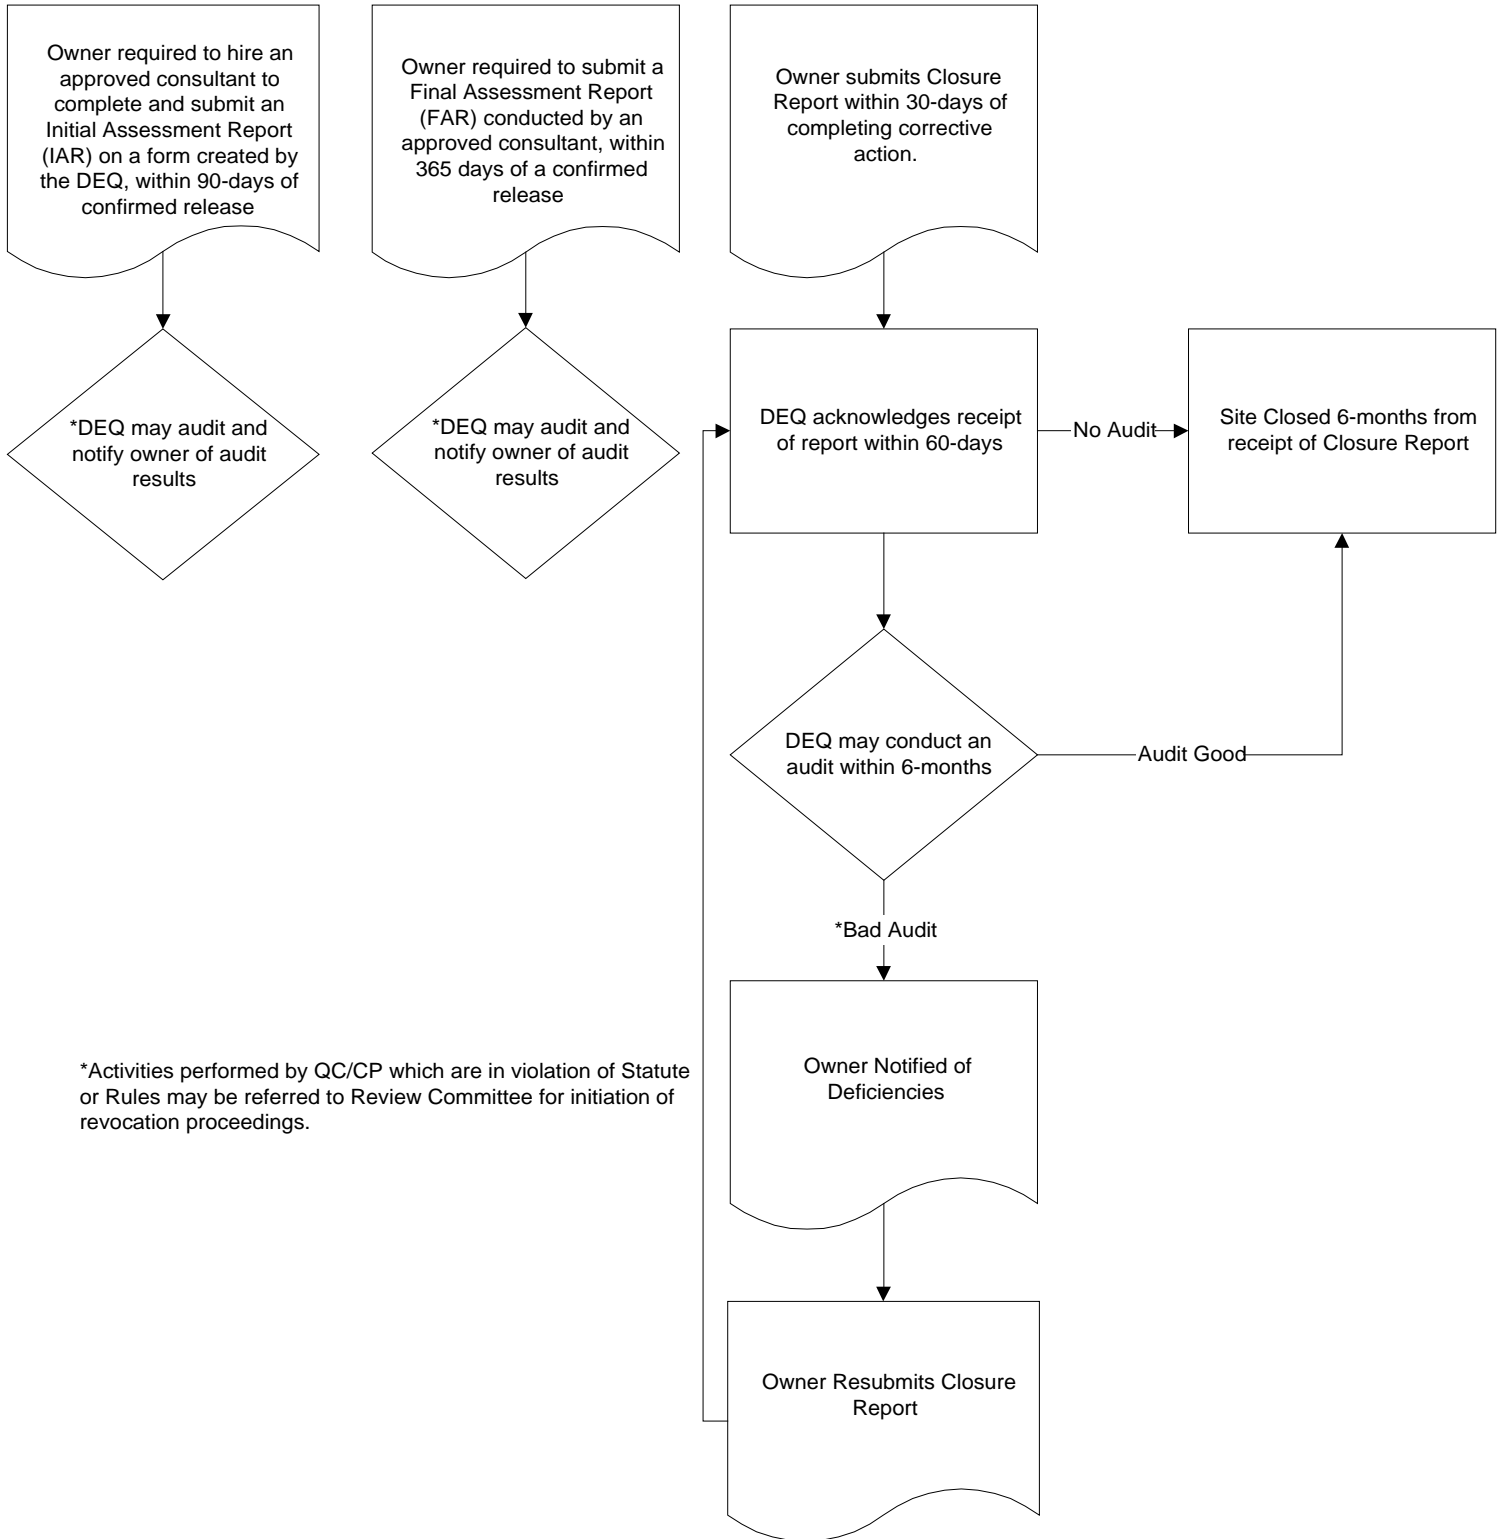 Owner required to hire an
approved consultant to
complete and submit an
Initial Assessment Report
(IAR) on a form created by
the DEQ, within 90-days of
confirmed release
Owner required to submit a
Final Assessment Report
(FAR) conducted by an
approved consultant, within
365 days of a confirmed
release
Owner submits Closure
Report within 30-days of
completing corrective
action.
*DEQ may audit and
notify owner of audit
results
*DEQ may audit and
notify owner of audit
results
DEQ acknowledges receipt
of report within 60-days
No Audit
Site Closed 6-months from
receipt of Closure Report
DEQ may conduct an
audit within 6-months
Audit Good
*Bad Audit
Owner Notified of
Deficiencies
*Activities performed by QC/CP which are in violation of Statute
or Rules may be referred to Review Committee for initiation of
revocation proceedings.
Owner Resubmits Closure
Report